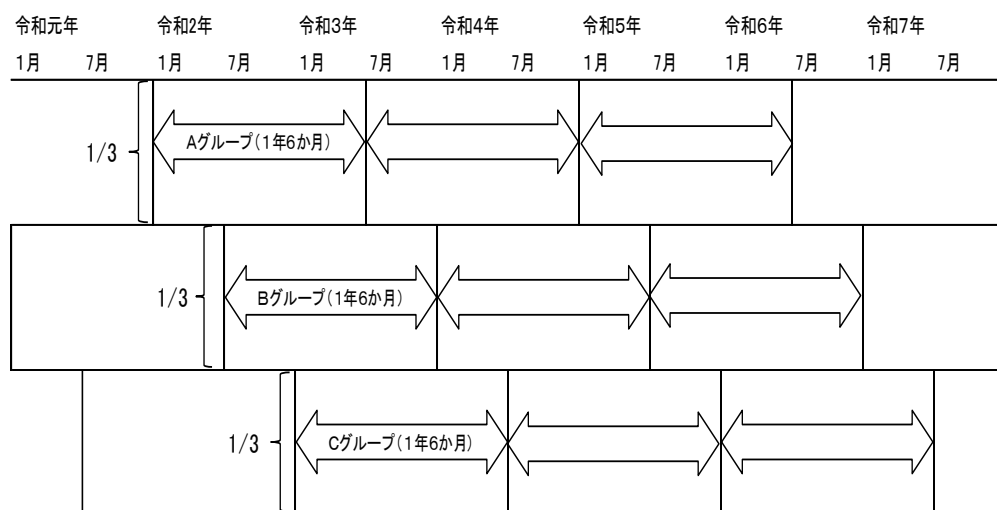 令和元年 令和2年 令和3年 令和4年 令和5年 令和6年 令和7年
1月 7月 1月 7月 1月 7月 1月 7月 1月 7月 1月 7月 1月 7月
Aグループ(1年6か月)
1/3
Bグループ(1年6か月)
1/3
Cグループ(1年6か月)
1/3